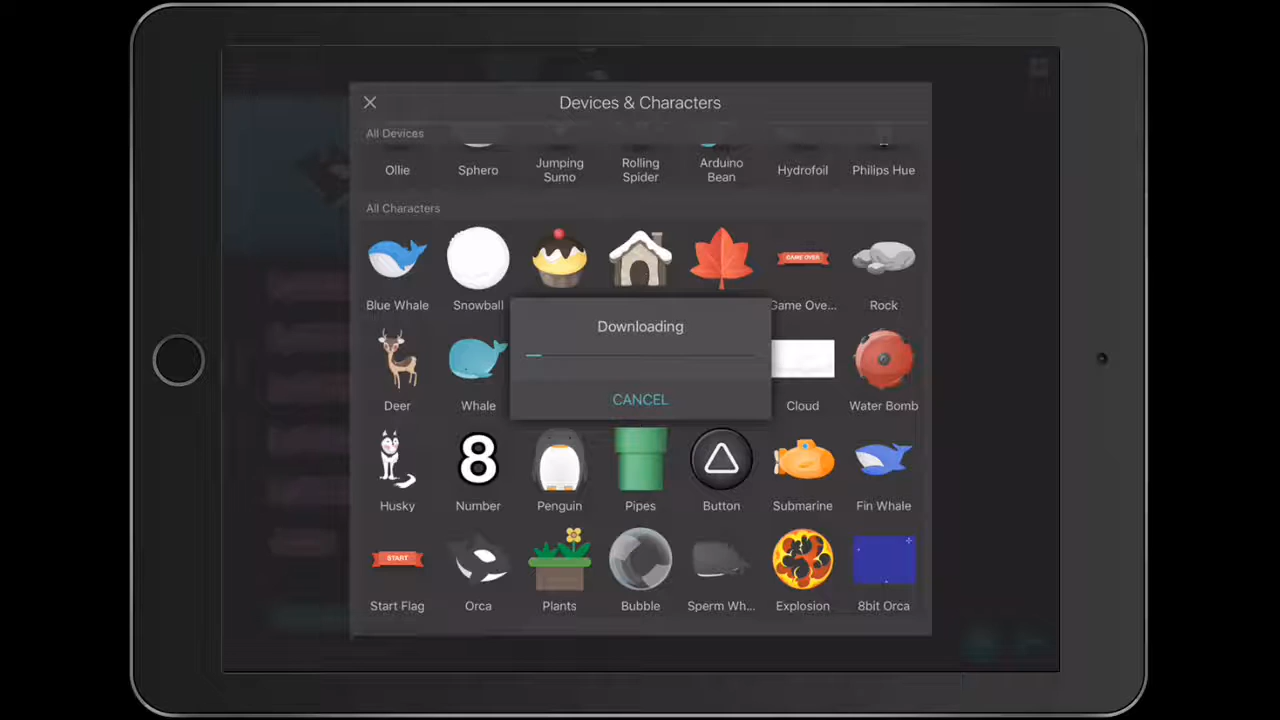 Devices & Characters
All Devices
Ollie
Sphero
Jumping
Sumo
Rolling
Spider
Arduino
Bean
Hydrofoil
Philips Hue
All Characters
GAME OVER
Blue Whale
Snowball
Game Ove...
Rock
Downloading
CANCEL
Deer
Whale
Cloud
Water Bomb
8
Husky
Number
Penguin
Pipes
Button
Submarine
Fin Whale
START
Start Flag
Orca
Plants
Bubble
Sperm Wh...
Explosion
8bit Orca